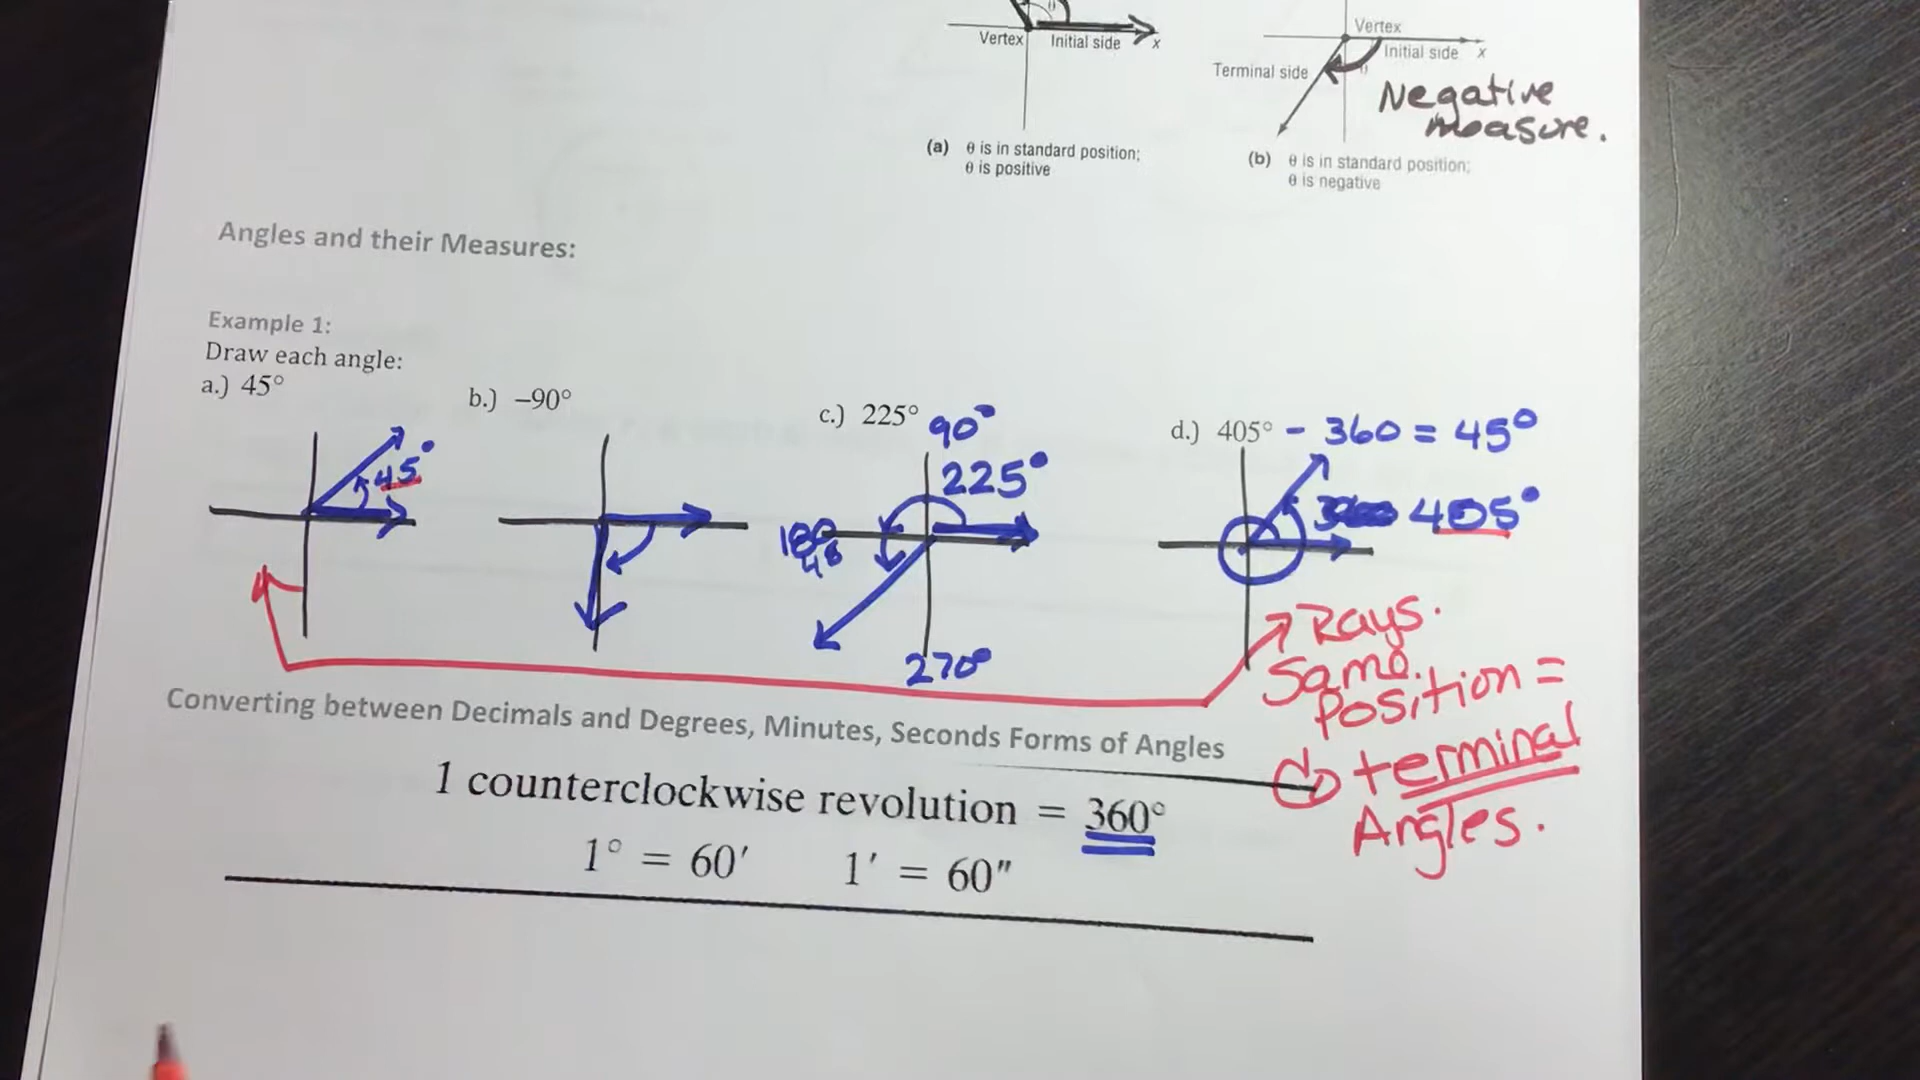 θ
Vertex
Initial side
x
Vertex
Initial side x
Terminal side
θ
Negative
measure.
(a) θ is in standard position;
θ is positive
(b) θ is in standard position;
θ is negative
Angles and their Measures:
Example 1:
Draw each angle:
a.) 45°
b.) –90°
c.) 225°
90°
d.) 405° - 360 = 45°
45°
225°
405°
180
270°
Rays.
Same.
Position =
Co terminal
Angles.
Converting between Decimals and Degrees, Minutes, Seconds Forms of Angles
1 counterclockwise revolution = 360°
1° = 60′ 1′ = 60″